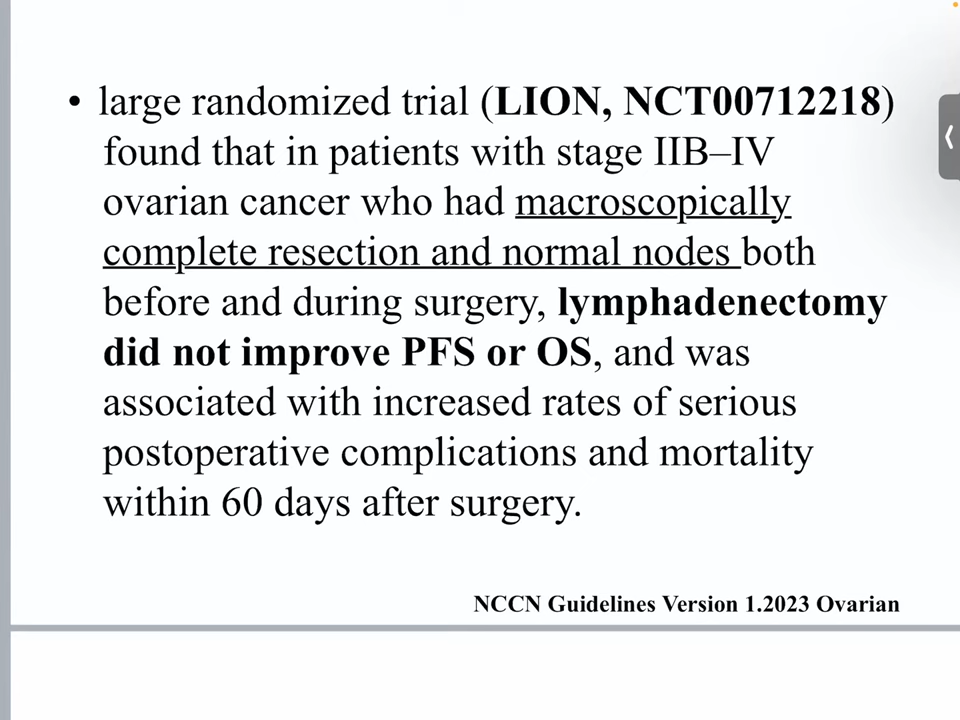 • large randomized trial (LION, NCT00712218)
found that in patients with stage IIB–IV
ovarian cancer who had macroscopically
complete resection and normal nodes both
before and during surgery, lymphadenectomy
did not improve PFS or OS, and was
associated with increased rates of serious
postoperative complications and mortality
within 60 days after surgery.
NCCN Guidelines Version 1.2023 Ovarian